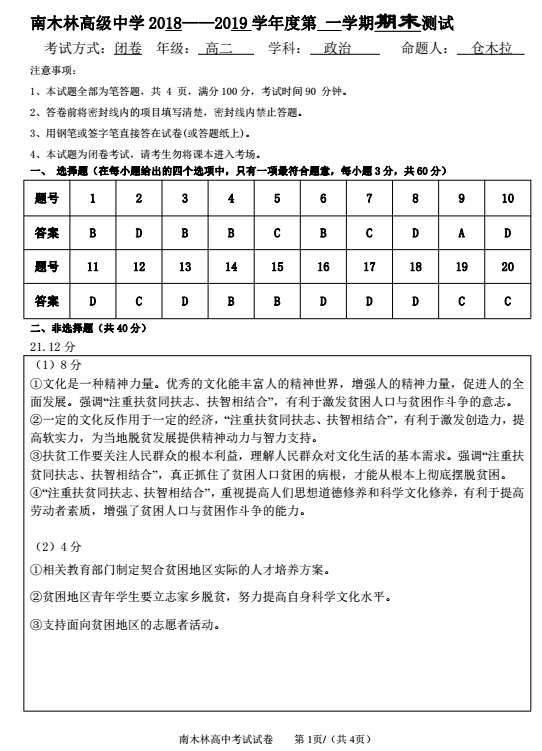 南木林高级中学 2018——2019 学年度第 一学期期末测试
考试方式：闭卷 年级： 高二 学科： 政治 命题人： 仓木拉
注意事项：
1、本试题全部为笔答题，共 4 页，满分 100 分，考试时间 90 分钟。
2、答卷前将密封线内的项目填写清楚，密封线内禁止答题。
3、用钢笔或签字笔直接答在试卷(或答题纸上)。
4、本试题为闭卷考试，请考生勿将课本进入考场。
一、 选择题（在每小题给出的四个选项中，只有一项最符合题意，每小题 3 分，共 60 分）
题号 1 2 3 4 5 6 7 8 9 10
答案 B D B B C B C D A D
题号 11 12 13 14 15 16 17 18 19 20
答案 D C D B B D D D C C
二、非选择题（共 40 分）
21.12 分
（1）8 分
①文化是一种精神力量。优秀的文化能丰富人的精神世界，增强人的精神力量，促进人的全
面发展。强调“注重扶贫同扶志、扶智相结合”，有利于激发贫困人口与贫困作斗争的意志。
②一定的文化反作用于一定的经济，“注重扶贫同扶志、扶智相结合”，有利于激发创造力，提
高软实力，为当地脱贫发展提供精神动力与智力支持。
③扶贫工作要关注人民群众的根本利益，理解人民群众对文化生活的基本需求。强调“注重扶
贫同扶志、扶智相结合”，真正抓住了贫困人口贫困的病根，才能从根本上彻底摆脱贫困。
④“注重扶贫同扶志、扶智相结合”，重视提高人们思想道德修养和科学文化修养，有利于提高
劳动者素质，增强了贫困人口与贫困作斗争的能力。
（2）4 分
①相关教育部门制定契合贫困地区实际的人才培养方案。
②贫困地区青年学生要立志家乡脱贫，努力提高自身科学文化水平。
③支持面向贫困地区的志愿者活动。
南木林高中考试试卷 第 1页/（共 4页）